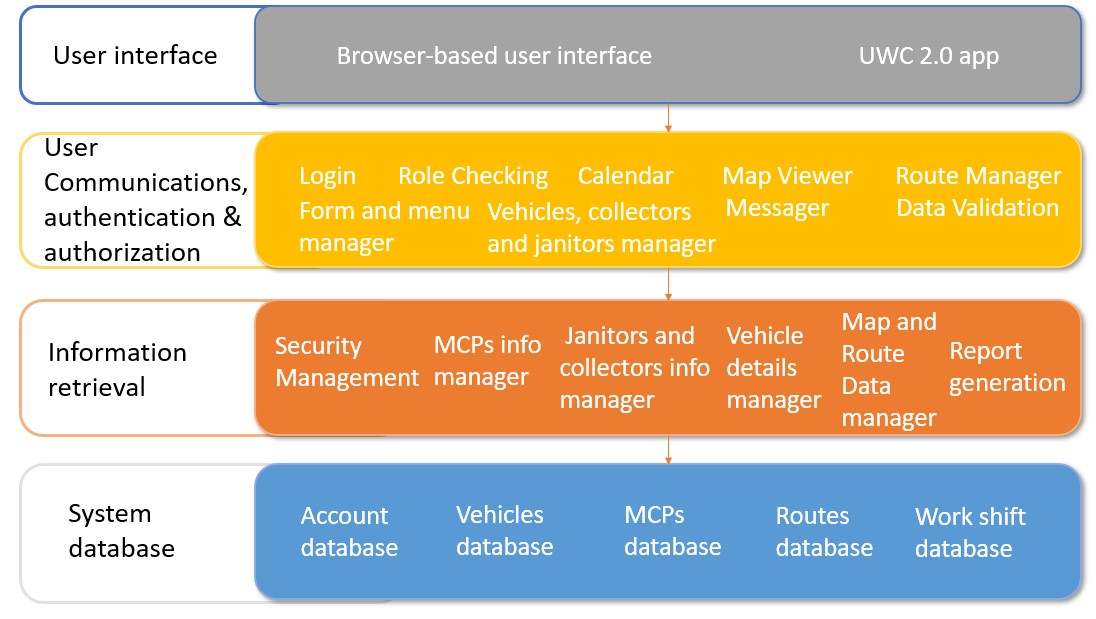 User interface
Browser-based user interface
UWC 2.0 app
User
Communications,
authentication &
authorization
Login
Role Checking
Calendar
Map Viewer
Route Manager
Form and menu
manager
Vehicles, collectors
and janitors manager
Messager
Data Validation
Information
retrieval
Security
Management
MCPs info
manager
Janitors and
collectors info
manager
Vehicle
details
manager
Map and
Route
Data
manager
Report
generation
System
database
Account
database
Vehicles
database
MCPs
database
Routes
database
Work shift
database